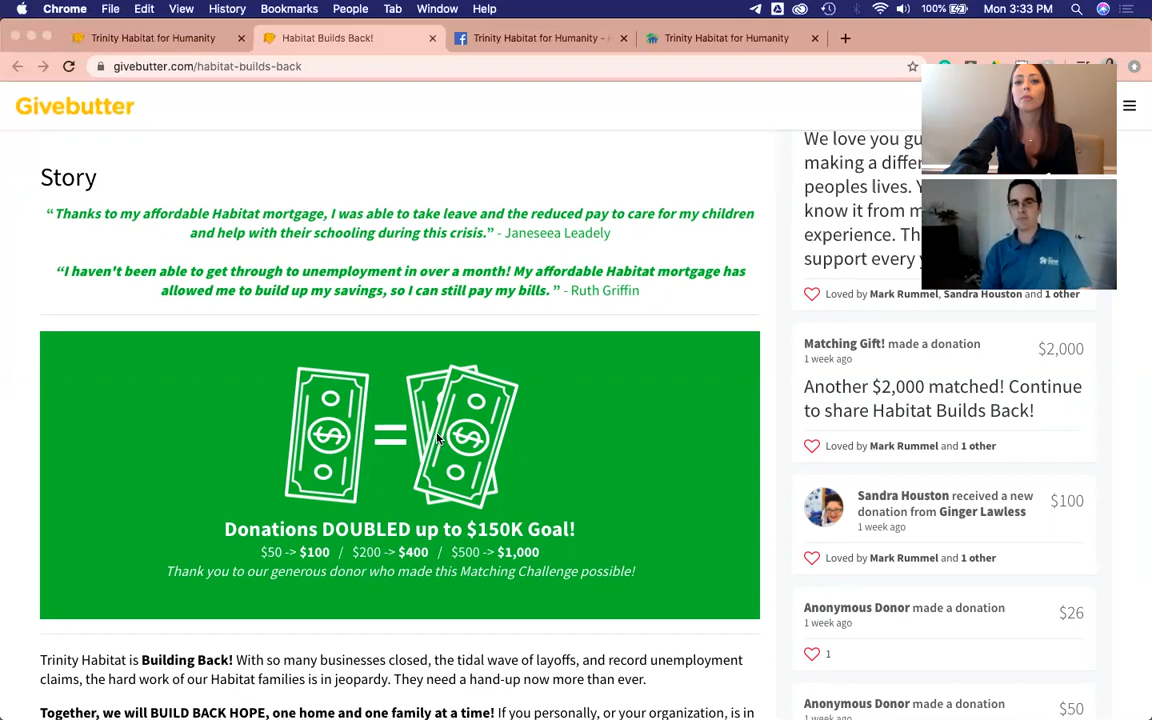 Chrome File Edit View History Bookmarks People Tab Window Help
100% Mon 3:33 PM
Trinity Habitat for Humanity
Habitat Builds Back!
Trinity Habitat for Humanity -
Trinity Habitat for Humanity
givebutter.com/habitat-builds-back
Givebutter
Story
“Thanks to my affordable Habitat mortgage, I was able to take leave and the reduced pay to care for my children
and help with their schooling during this crisis.” - Janeseea Leadely
“I haven't been able to get through to unemployment in over a month! My affordable Habitat mortgage has
allowed me to build up my savings, so I can still pay my bills. ” - Ruth Griffin
Donations DOUBLED up to $150K Goal!
$50 -> $100 / $200 -> $400 / $500 -> $1,000
Thank you to our generous donor who made this Matching Challenge possible!
Trinity Habitat is Building Back! With so many businesses closed, the tidal wave of layoffs, and record unemployment
claims, the hard work of our Habitat families is in jeopardy. They need a hand-up now more than ever.
Together, we will BUILD BACK HOPE, one home and one family at a time! If you personally, or your organization, is in
We love you
making a
peoples lives.
know it from
experience.
support every
Loved by Mark Rummel, Sandra Houston and 1 other
Matching Gift! made a donation
$2,000
1 week ago
Another $2,000 matched! Continue
to share Habitat Builds Back!
Loved by Mark Rummel and 1 other
Sandra Houston received a new
donation from Ginger Lawless
$100
1 week ago
Loved by Mark Rummel and 1 other
Anonymous Donor made a donation
$26
1 week ago
1
Anonymous Donor made a donation
$50